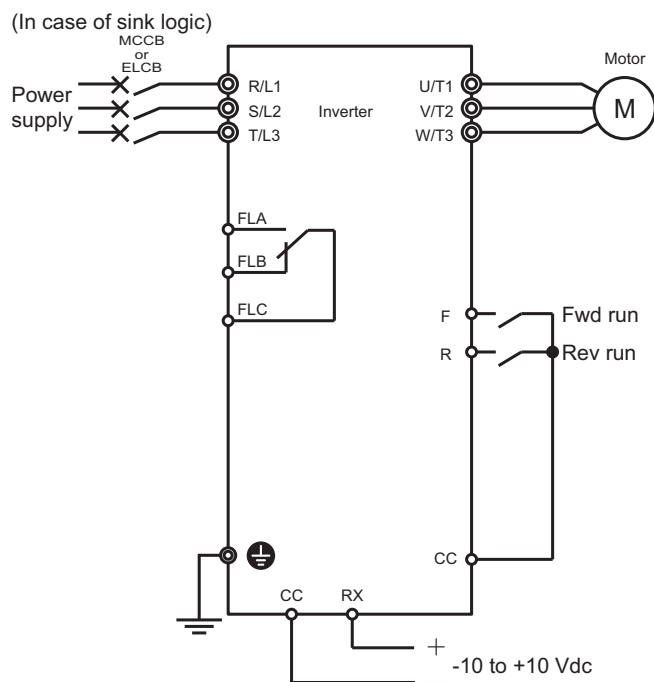 (In case of sink logic)
MCCB
or
ELCB
Power
supply
R/L1
S/L2
T/L3
Inverter
U/T1
V/T2
W/T3
Motor
M
FLA
FLB
FLC
F
Fwd run
R
Rev run
CC
CC
RX
+
-10 to +10 Vdc